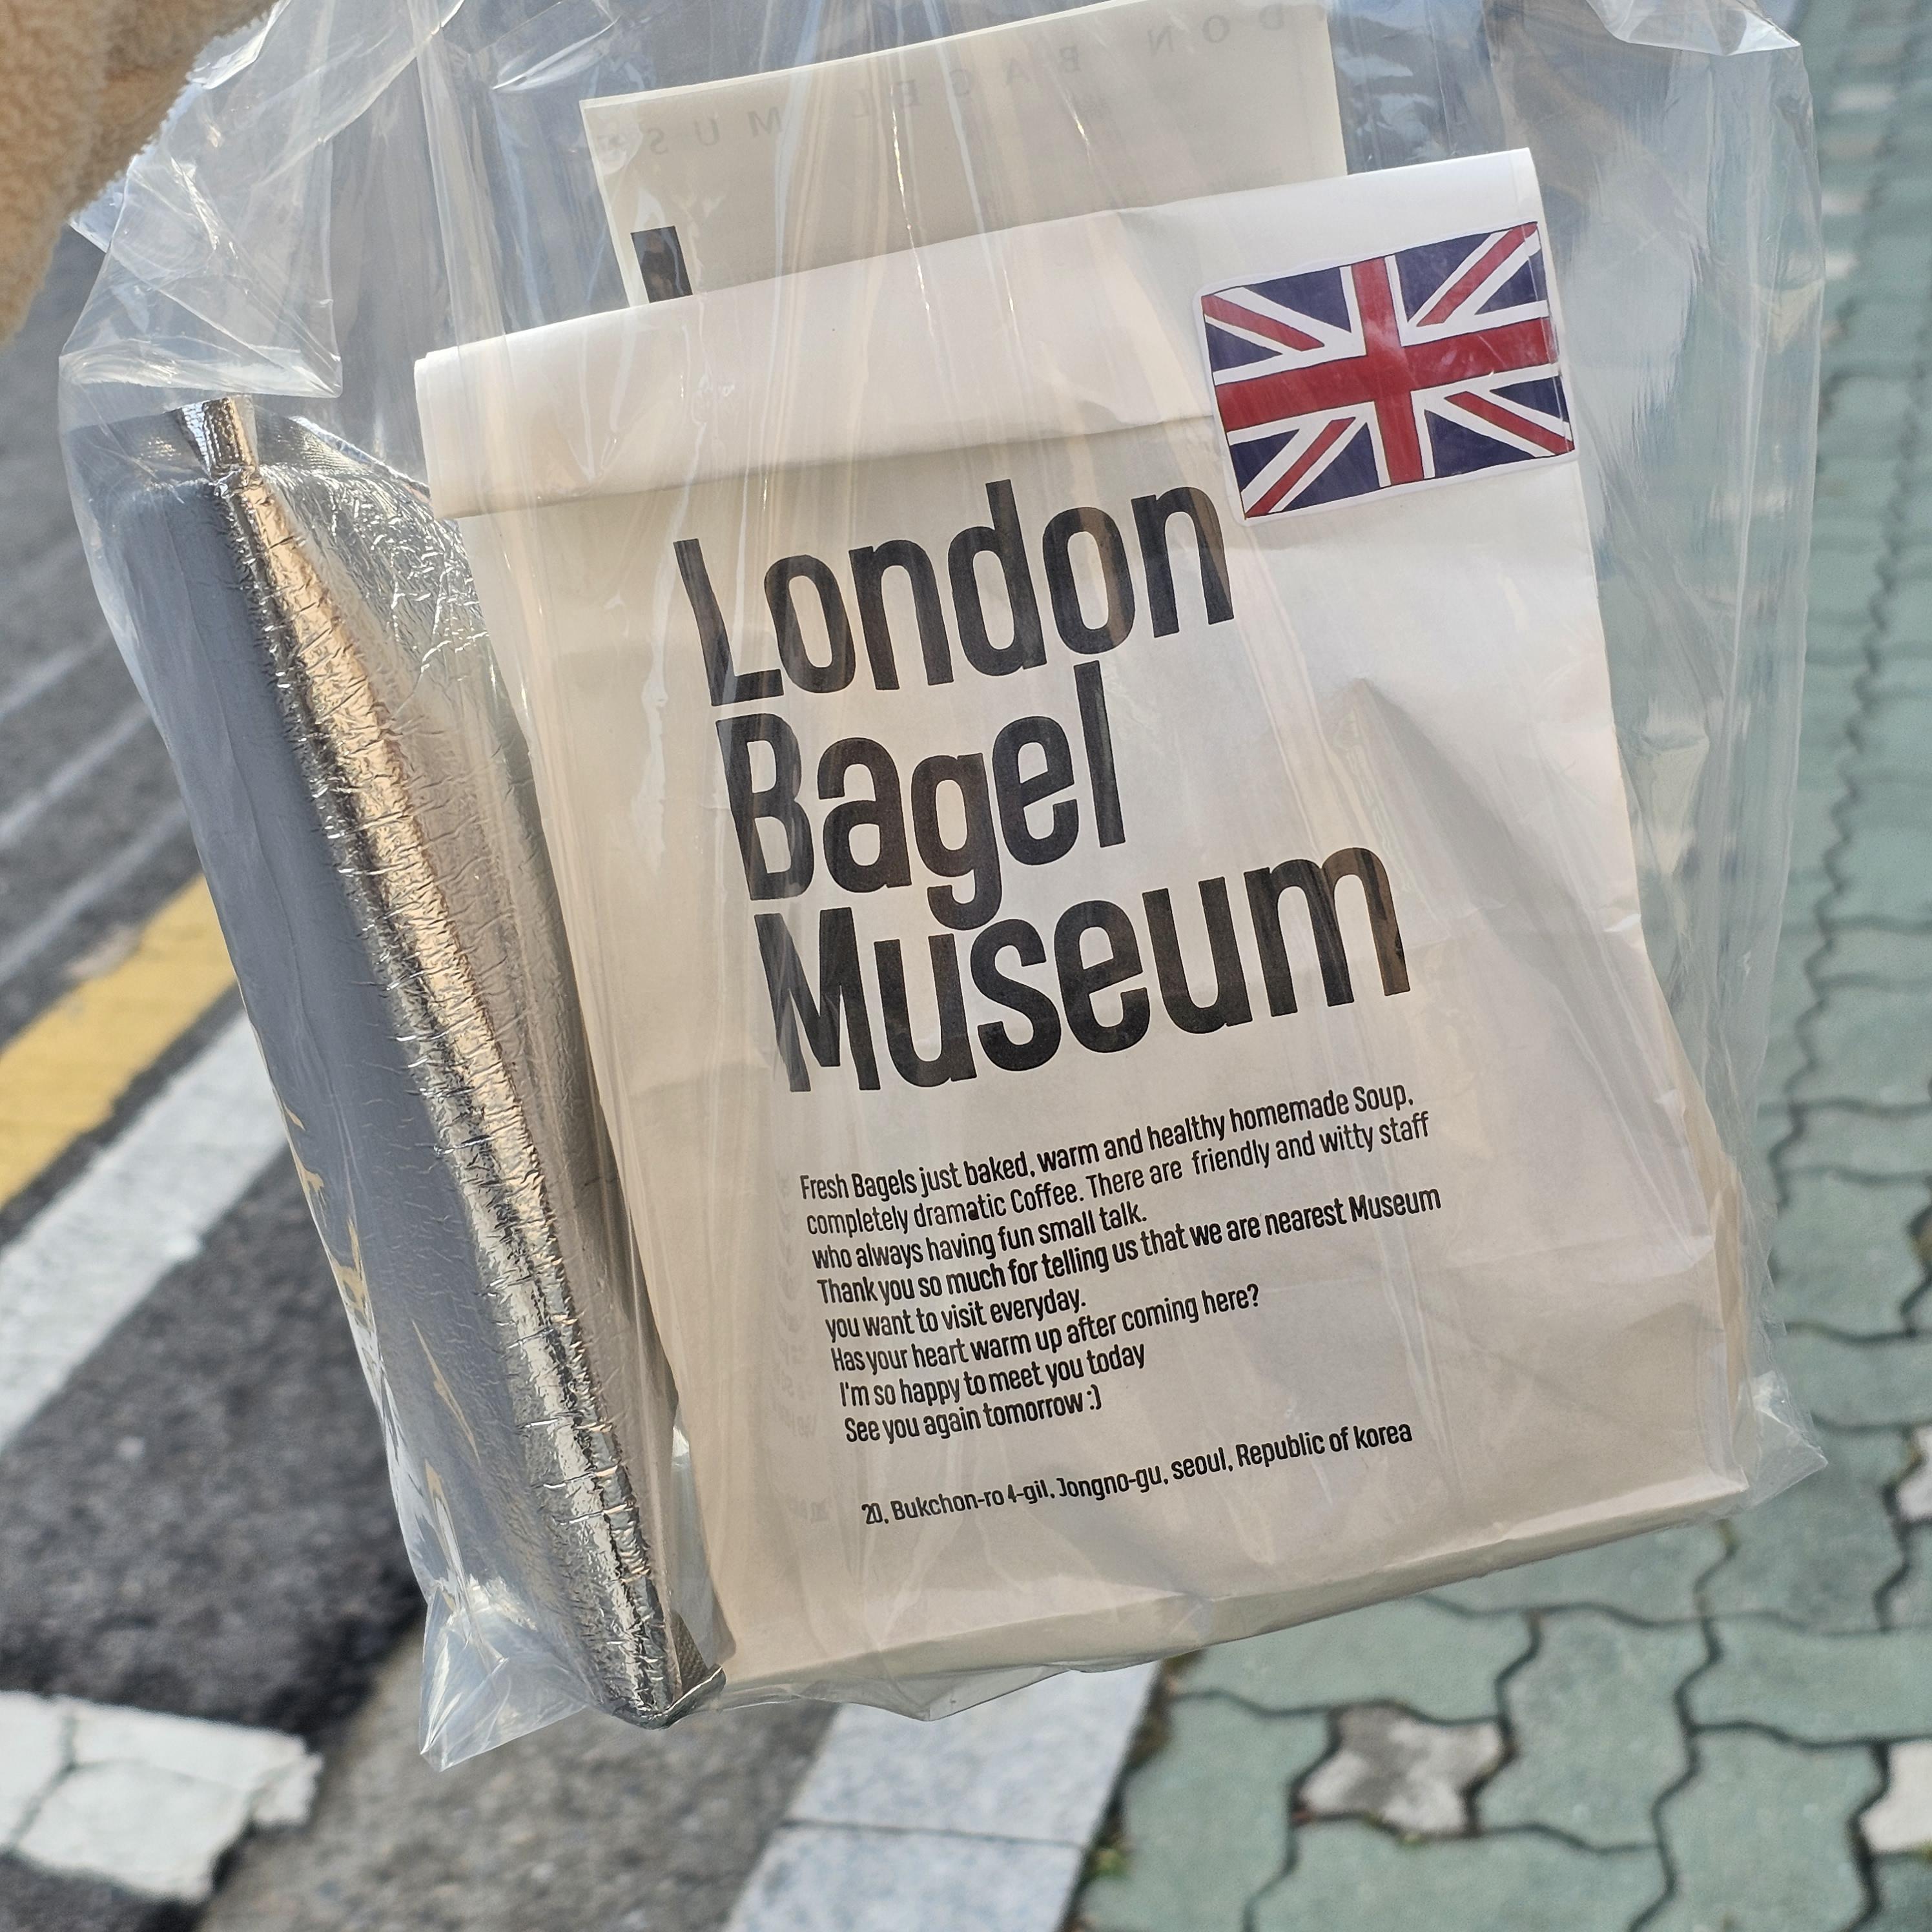 London
Bagel
Museum
Fresh Bagels just baked, warm and healthy homemade Soup,
completely dramatic Coffee. There are friendly and witty staff
who always having fun small talk.
Thank you so much for telling us that we are nearest Museum
you want to visit everyday.
Has your heart warm up after coming here?
I'm so happy to meet you today
See you again tomorrow :)
20, Bukchon-ro 4-gil, Jongno-gu, seoul, Republic of korea